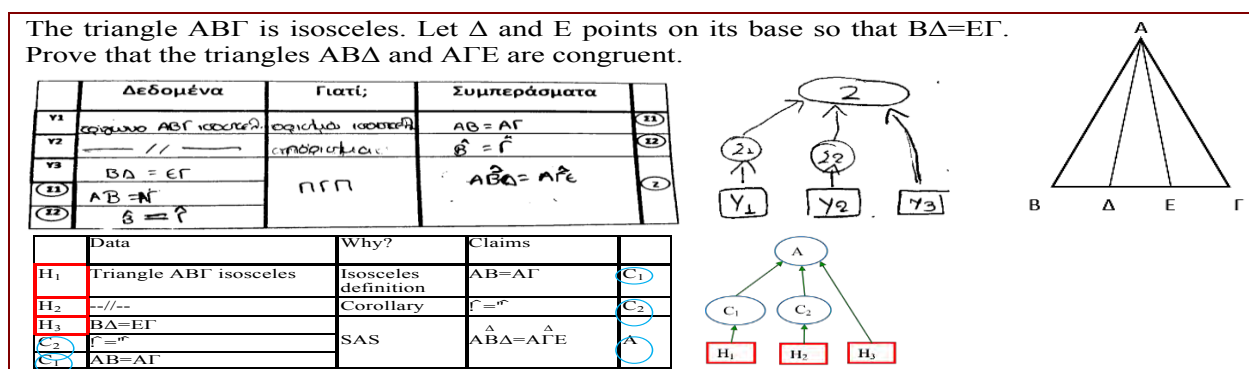 The triangle ΑΒΓ is isosceles. Let Δ and Ε points on its base so that ΒΔ=ΕΓ.
Prove that the triangles ΑΒΔ and ΑΓΕ are congruent.
Δεδομένα Γιατί; Συμπεράσματα
Υ1 τρίγωνο ΑΒΓ ισοσκελ. ορισμό ισοσκελ ΑΒ = ΑΓ Σ1
Υ2 — // — B̂ = Γ̂ Σ2
Υ3 ΒΔ = ΕΓ
Σ1 ΑΒ = ΑΓ ΠΓΠ ΑΒ̂Δ = ΑΓ̂Ε Ζ
Σ2 B̂ = Γ̂
2
Σ1 Σ2
Υ1 Υ2 Υ3
Α
Β Δ Ε Γ
Data Why? Claims
H1 Triangle ΑΒΓ isosceles Isosceles definition ΑΒ=ΑΓ C1
H2 --//-- Corollary C2
H3 ΒΔ=ΕΓ
C2 SAS ΑΒΔ=ΑΓΕ A
C1 ΑΒ=ΑΓ
A
C1 C2
H1 H2 H3